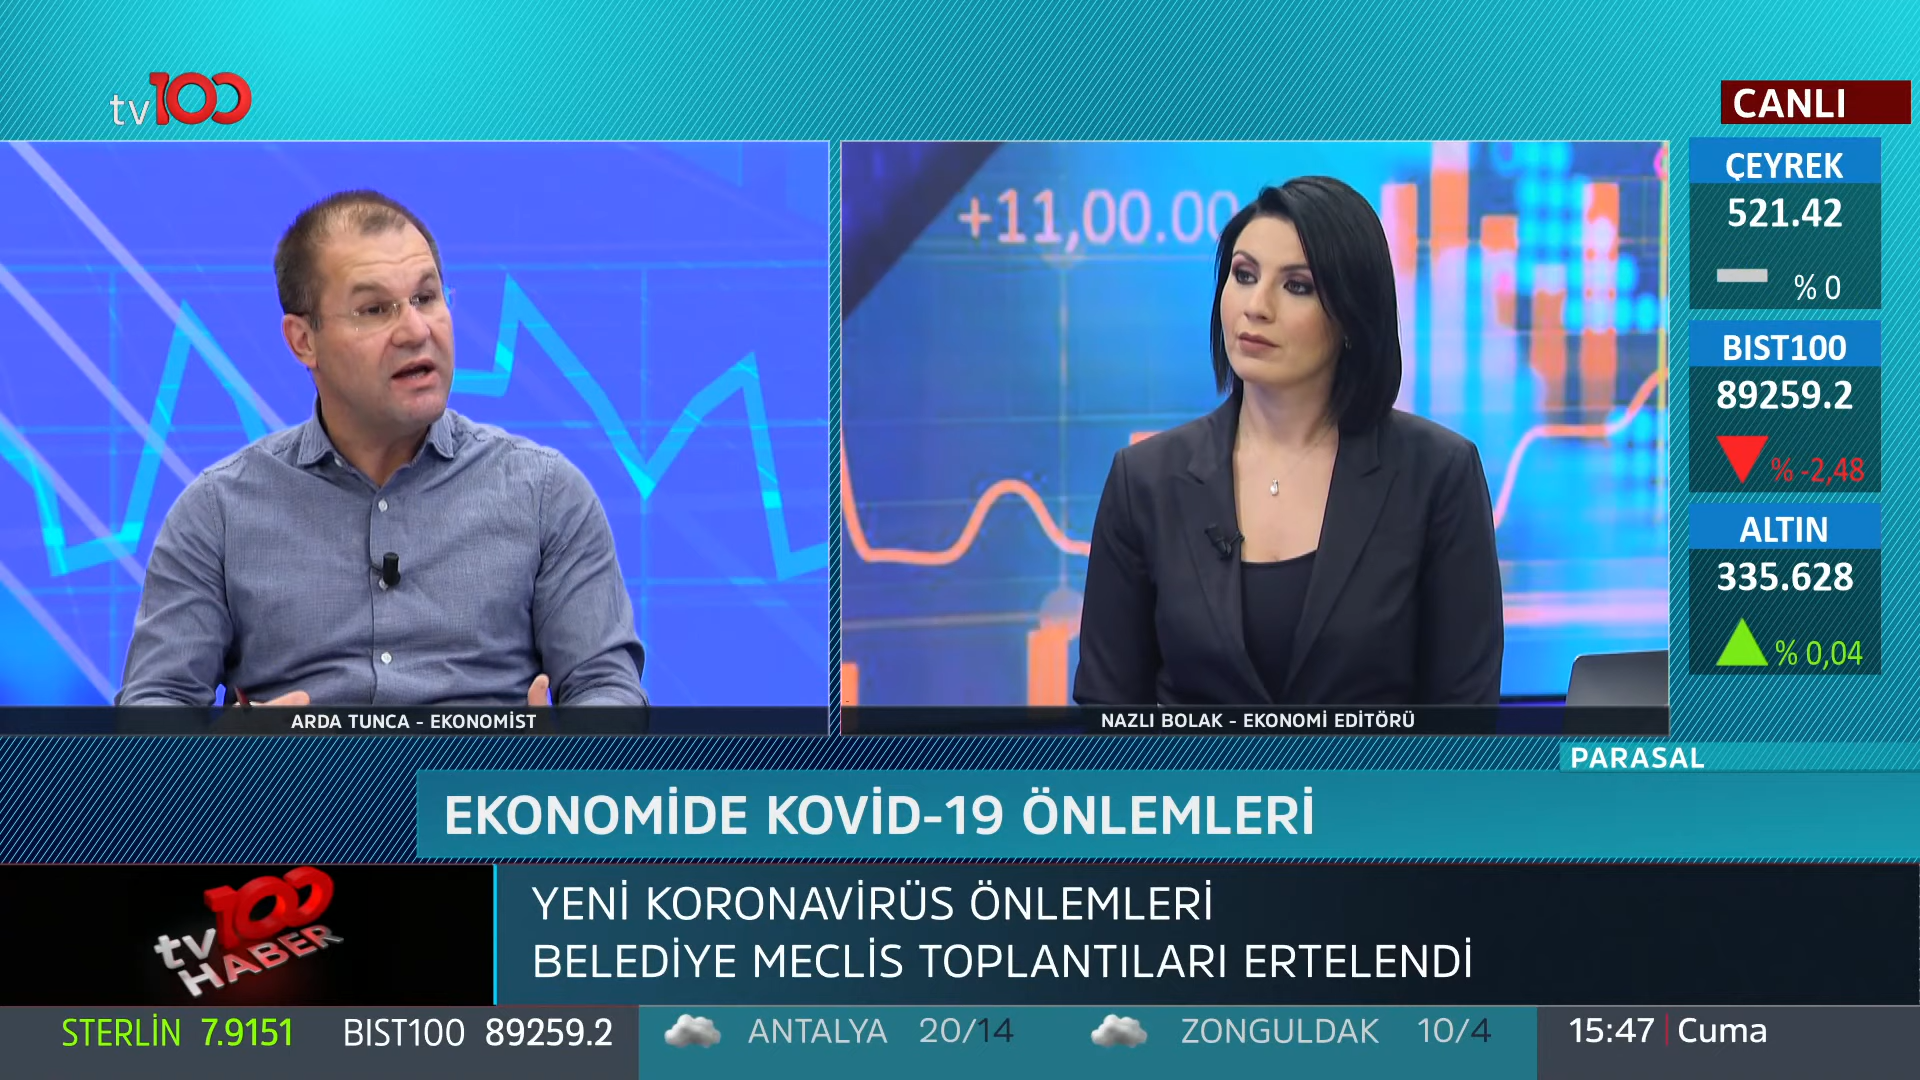 tv100
CANLI
+11,00.00
ÇEYREK
521.42
% 0
BIST100
89259.2
% -2,48
ALTIN
335.628
% 0,04
ARDA TUNCA - EKONOMİST
NAZLI BOLAK - EKONOMİ EDİTÖRÜ
PARASAL
EKONOMİDE KOVİD-19 ÖNLEMLERİ
tv100
HABER
YENİ KORONAVİRÜS ÖNLEMLERİ
BELEDİYE MECLİS TOPLANTILARI ERTELENDİ
STERLİN 7.9151 BIST100 89259.2 ANTALYA 20/14 ZONGULDAK 10/4 15:47 Cuma